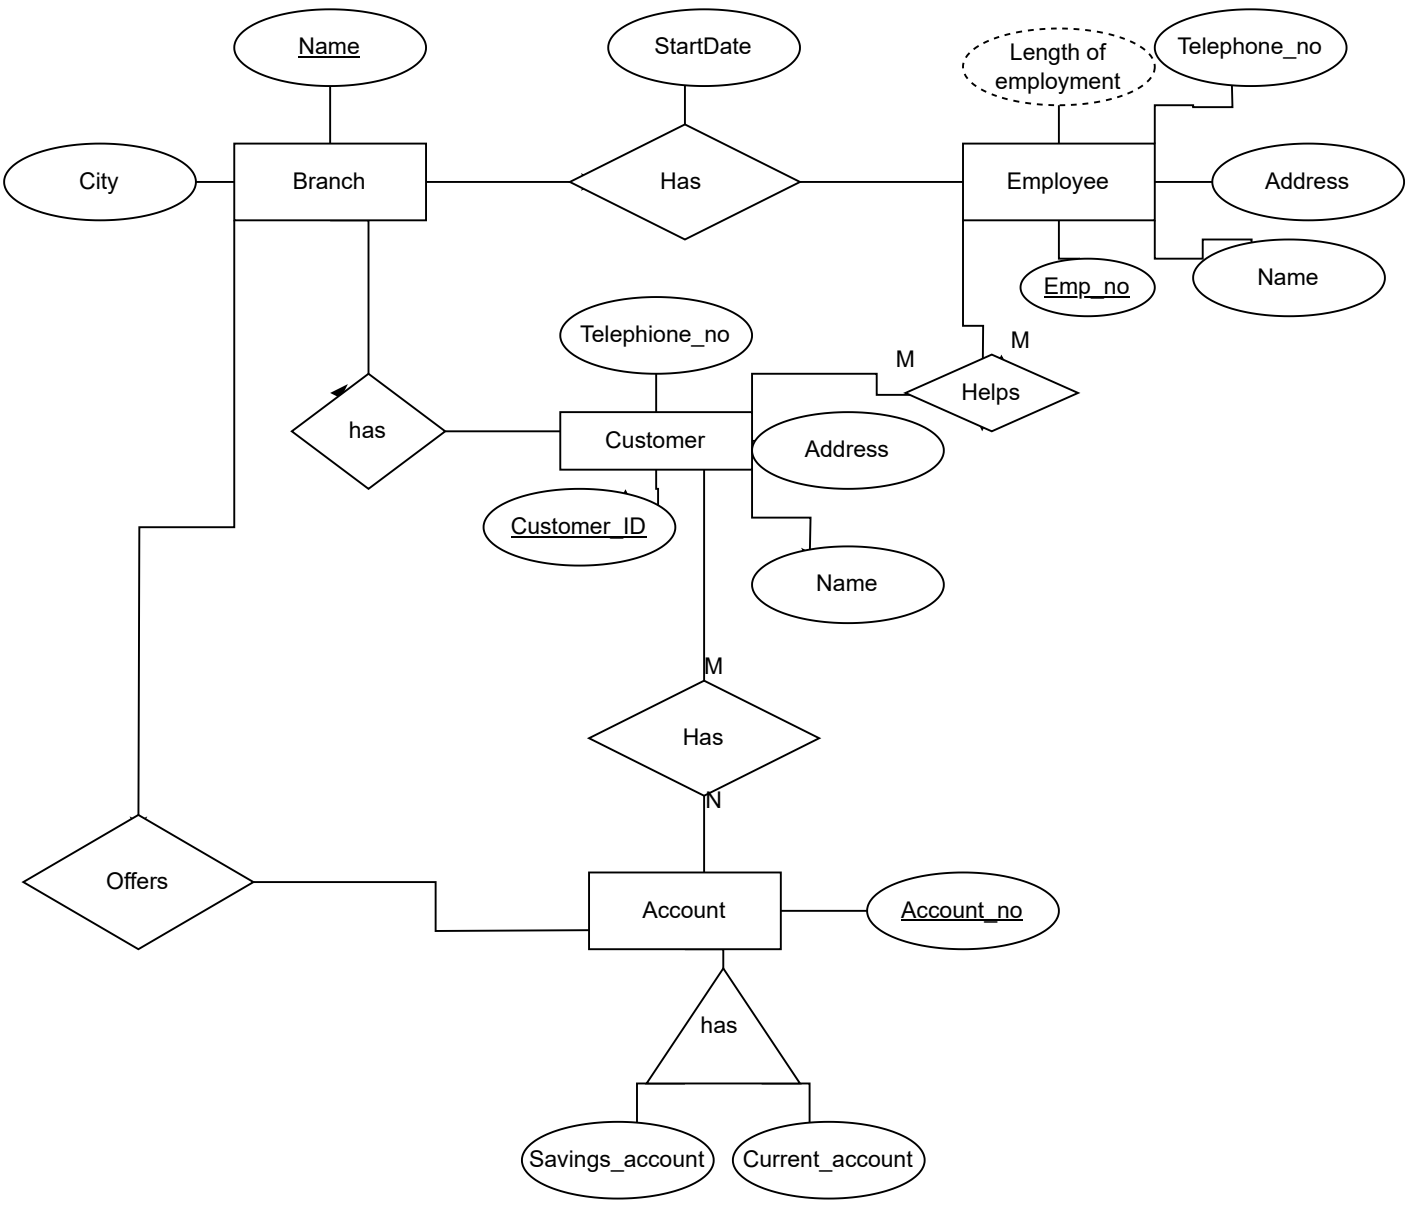 Name
StartDate
Length of
employment
Telephone_no
City
Branch
Has
Employee
Address
Emp_no
Name
Telephione_no
M
M
Helps
has
Customer
Address
Customer_ID
Name
M
Has
N
Offers
Account
Account_no
has
Savings_account
Current_account